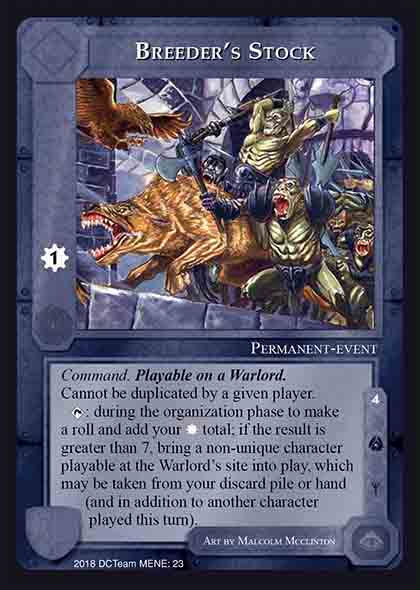 Breeder's Stock
1
Permanent-event
Command. Playable on a Warlord.
Cannot be duplicated by a given player.
: during the organization phase to make
a roll and add your total; if the result is
greater than 7, bring a non-unique character
playable at the Warlord's site into play, which
may be taken from your discard pile or hand
(and in addition to another character
played this turn).
4
Art by Malcolm Mcclinton
2018 DCTeam MENE: 23